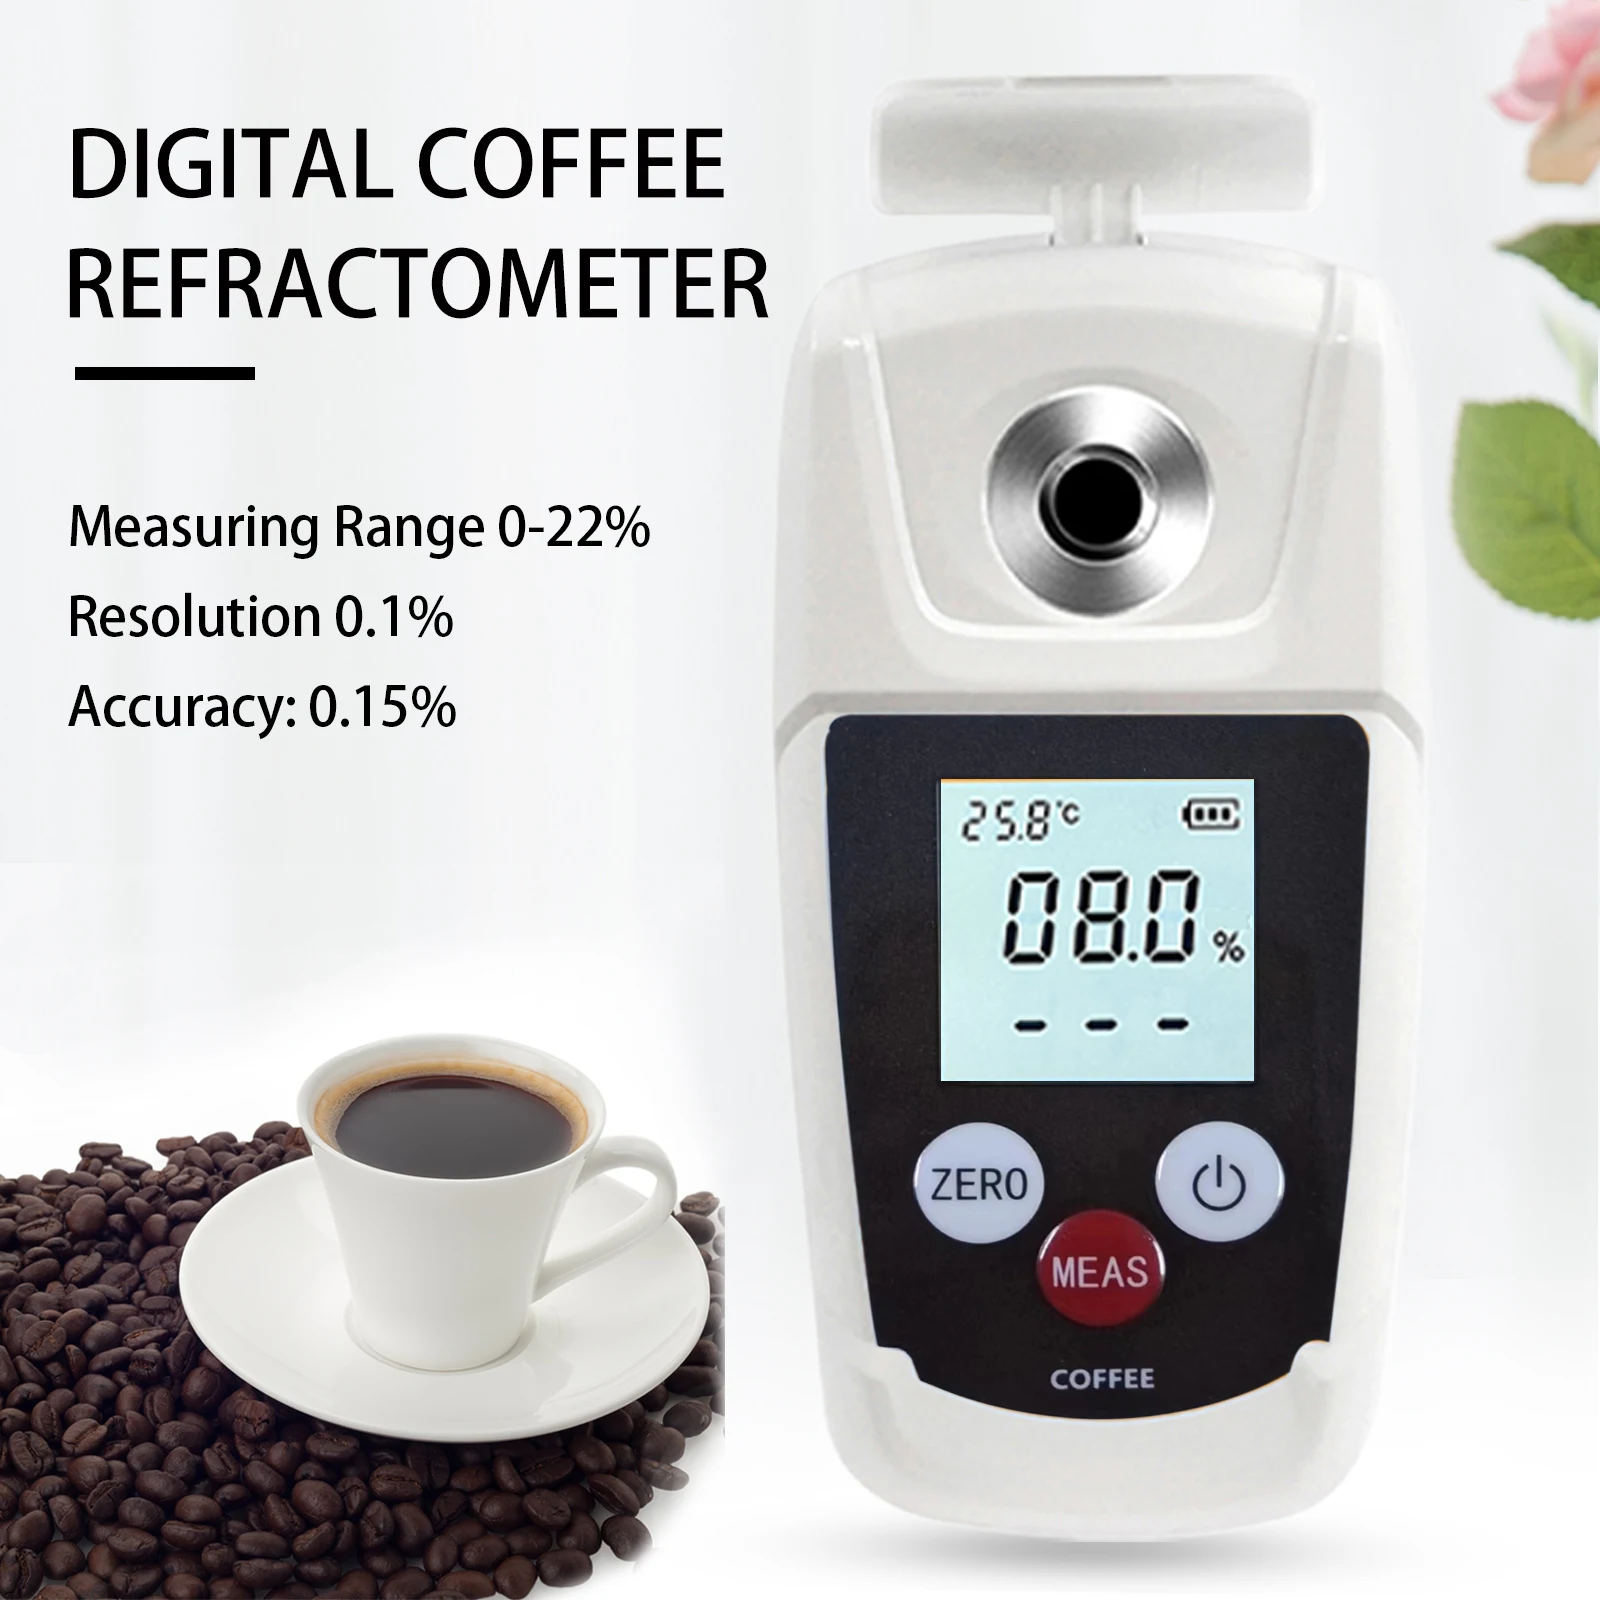 DIGITAL COFFEE
REFRACTOMETER
Measuring Range 0-22%
Resolution 0.1%
Accuracy: 0.15%
25.8°C
08.0 %
- - -
ZERO
MEAS
COFFEE